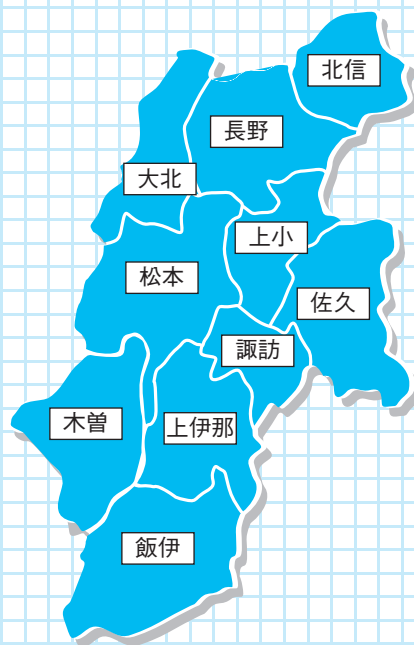 北信
長野
大北
上小
松本
佐久
諏訪
木曽
上伊那
飯伊